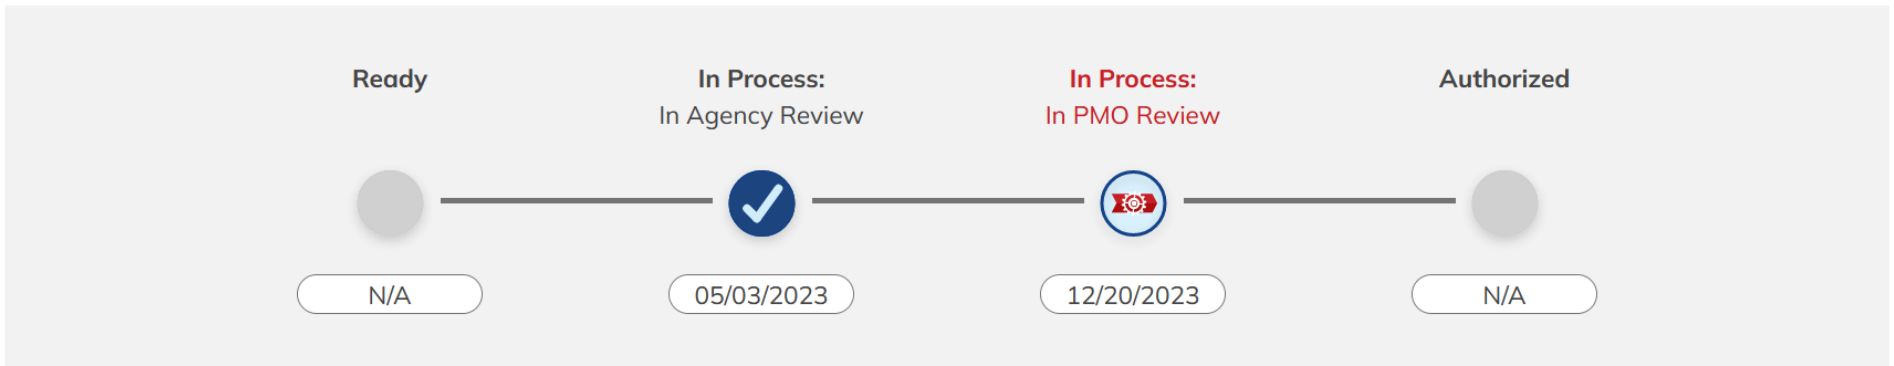 Ready
In Process:
In Agency Review
In Process:
In PMO Review
Authorized
N/A
05/03/2023
12/20/2023
N/A